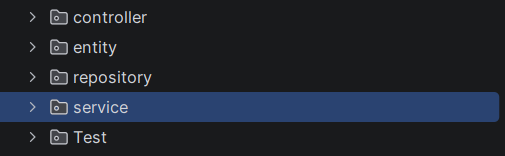 controller
entity
repository
service
Test